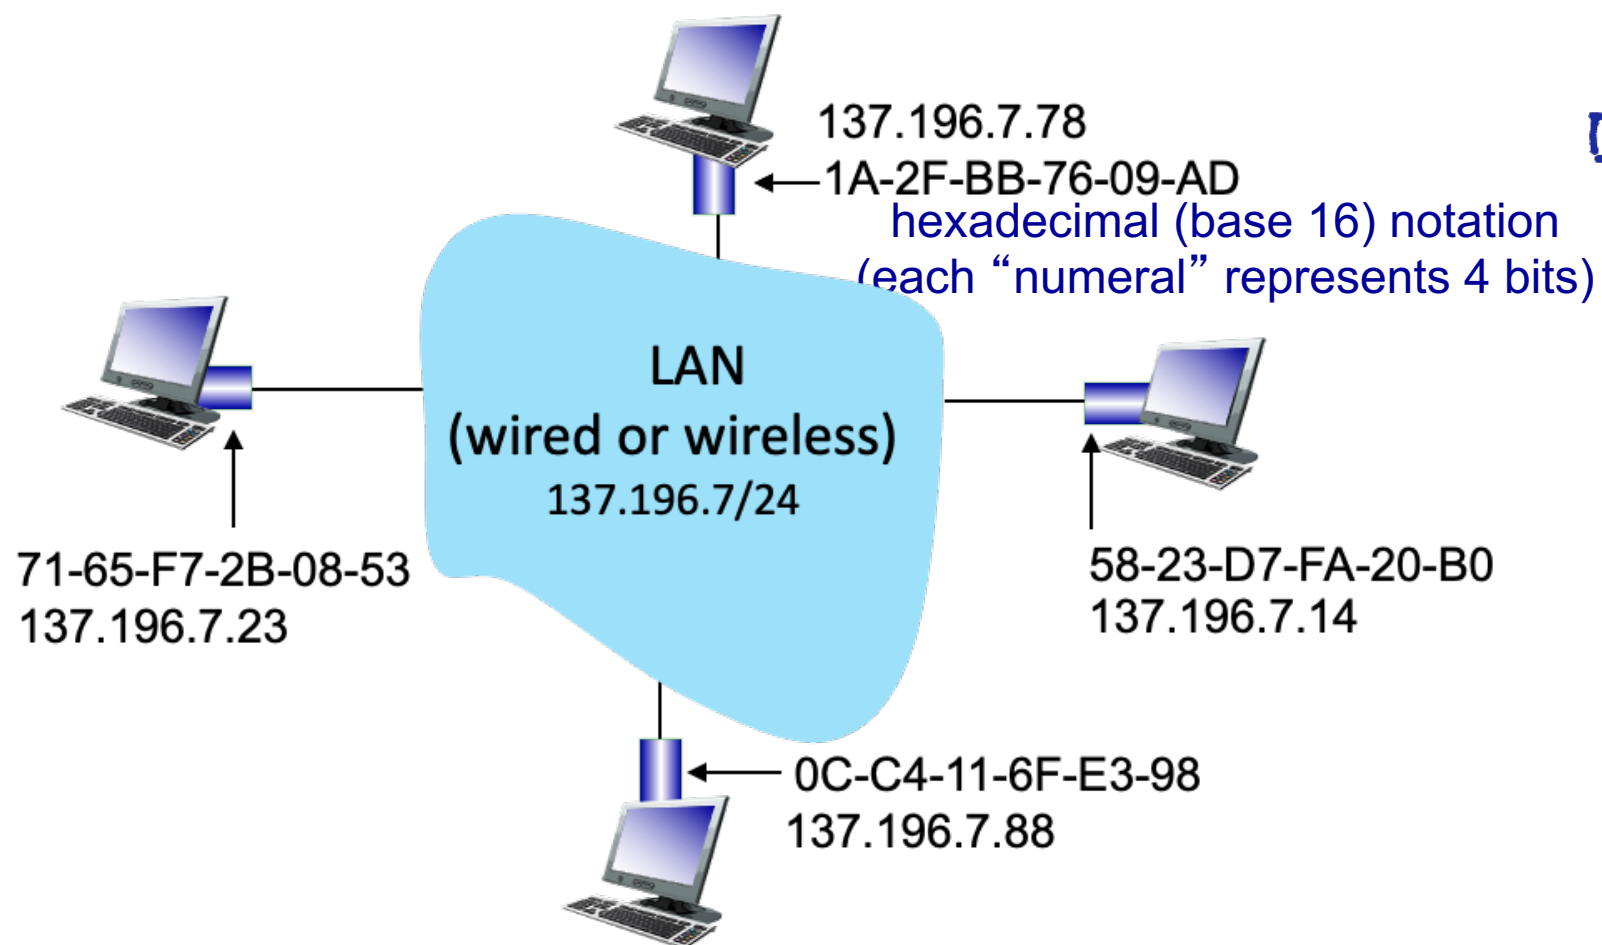 137.196.7.78
1A-2F-BB-76-09-AD
hexadecimal (base 16) notation
(each “numeral” represents 4 bits)
LAN
(wired or wireless)
137.196.7/24
71-65-F7-2B-08-53
137.196.7.23
58-23-D7-FA-20-B0
137.196.7.14
0C-C4-11-6F-E3-98
137.196.7.88